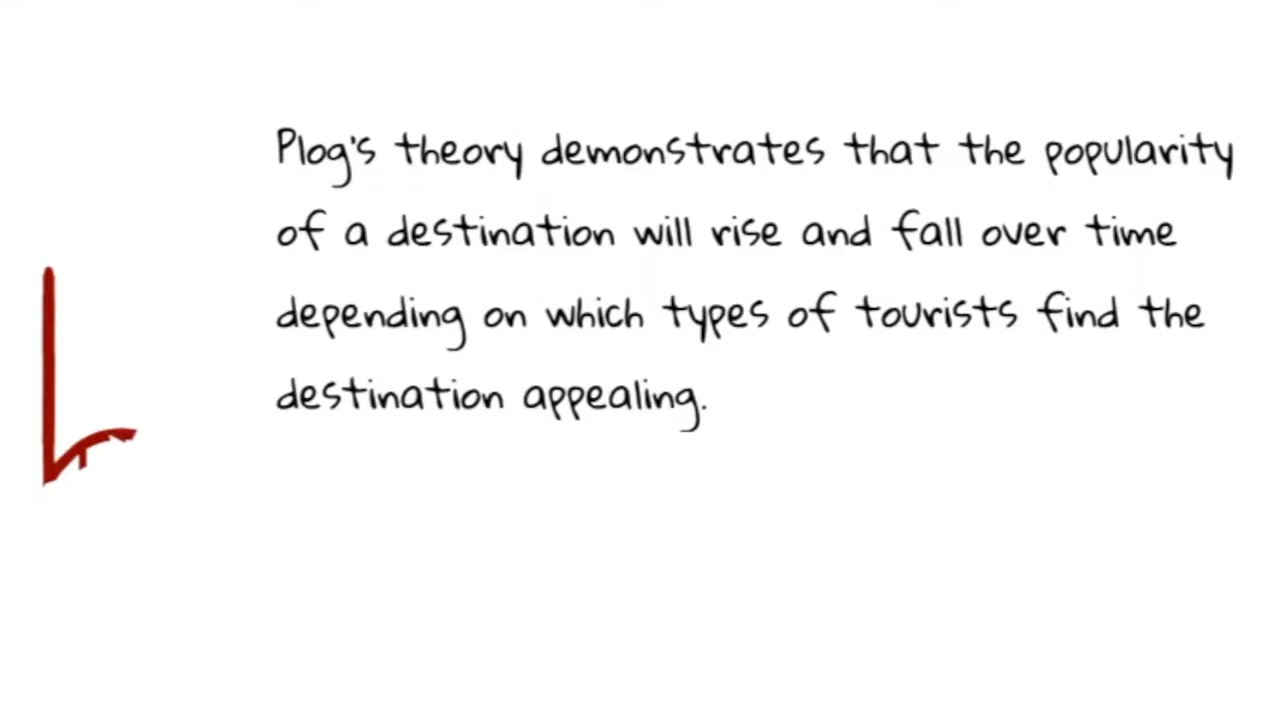 Plog's theory demonstrates that the popularity
of a destination will rise and fall over time
depending on which types of tourists find the
destination appealing.